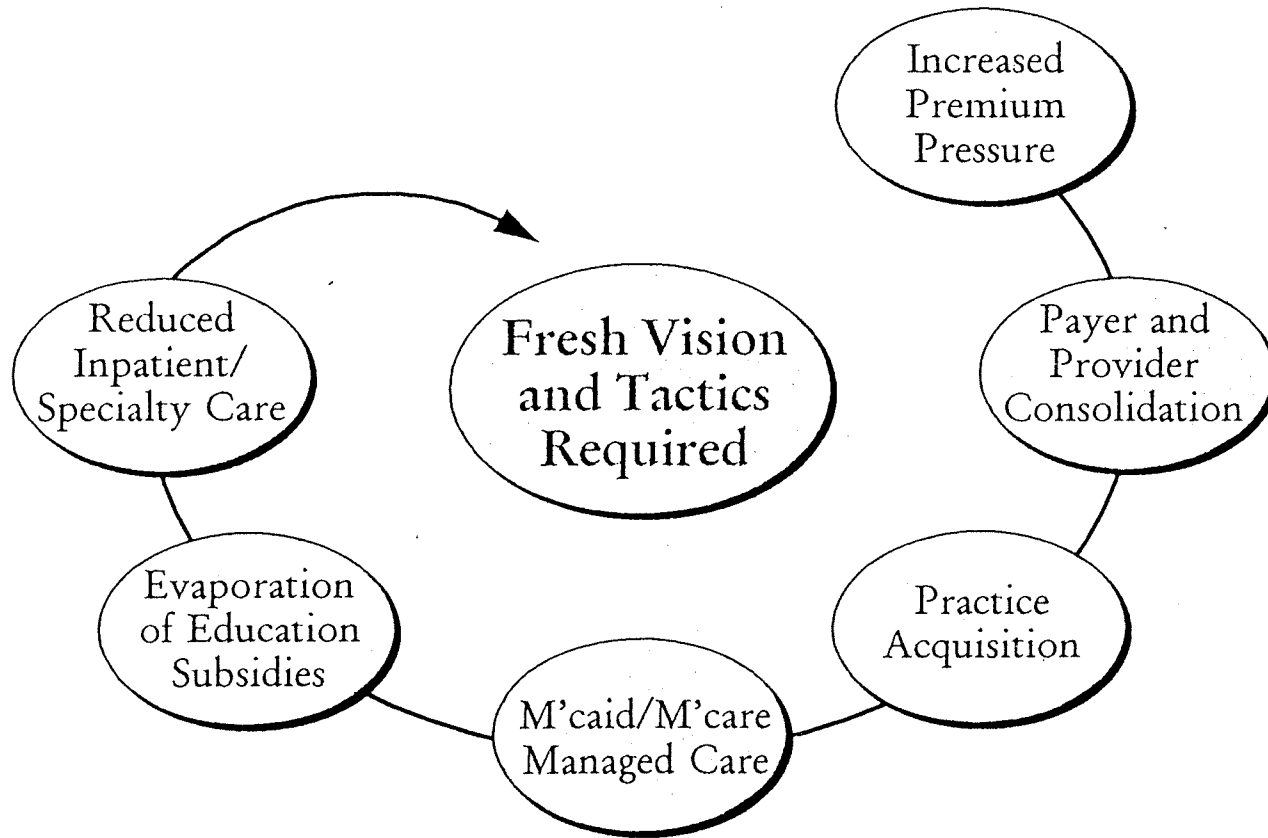 Increased
Premium
Pressure
Payer and
Provider
Consolidation
Practice
Acquisition
M'caid/M'care
Managed Care
Evaporation
of Education
Subsidies
Reduced
Inpatient/
Specialty Care
Fresh Vision
and Tactics
Required